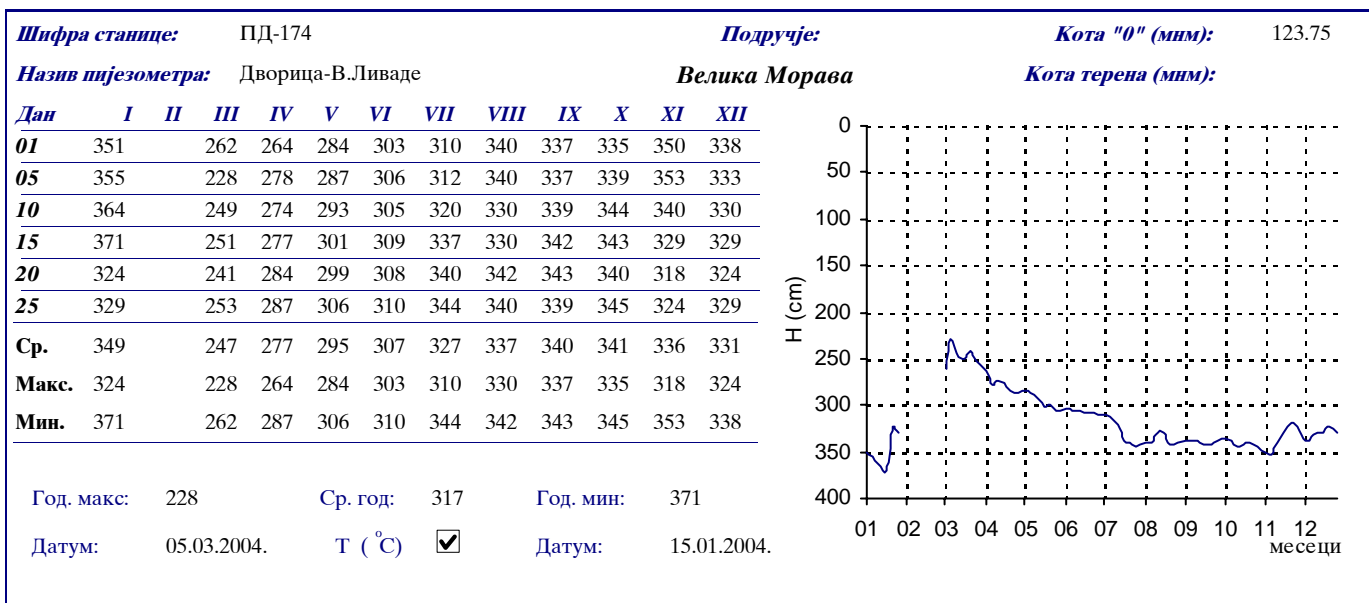 Шифра станице: ПД-174 Подручје: Кота "0" (мнм): 123.75
Назив пијезометра: Дворица-В.Ливаде Велика Морава Кота терена (мнм):
Дан I II III IV V VI VII VIII IX X XI XII
01 351 262 264 284 303 310 340 337 335 350 338
05 355 228 278 287 306 312 340 337 339 353 333
10 364 249 274 293 305 320 330 339 344 340 330
15 371 251 277 301 309 337 330 342 343 329 329
20 324 241 284 299 308 340 342 343 340 318 324
25 329 253 287 306 310 344 340 339 345 324 329
Ср. 349 247 277 295 307 327 337 340 341 336 331
Макс. 324 228 264 284 303 310 330 337 335 318 324
Мин. 371 262 287 306 310 344 342 343 345 353 338
Год. макс: 228 Ср. год: 317 Год. мин: 371
Датум: 05.03.2004. Т (°C) Датум: 15.01.2004.
0
50
100
150
200
250
300
350
400
H (cm)
01 02 03 04 05 06 07 08 09 10 11 12
месеци